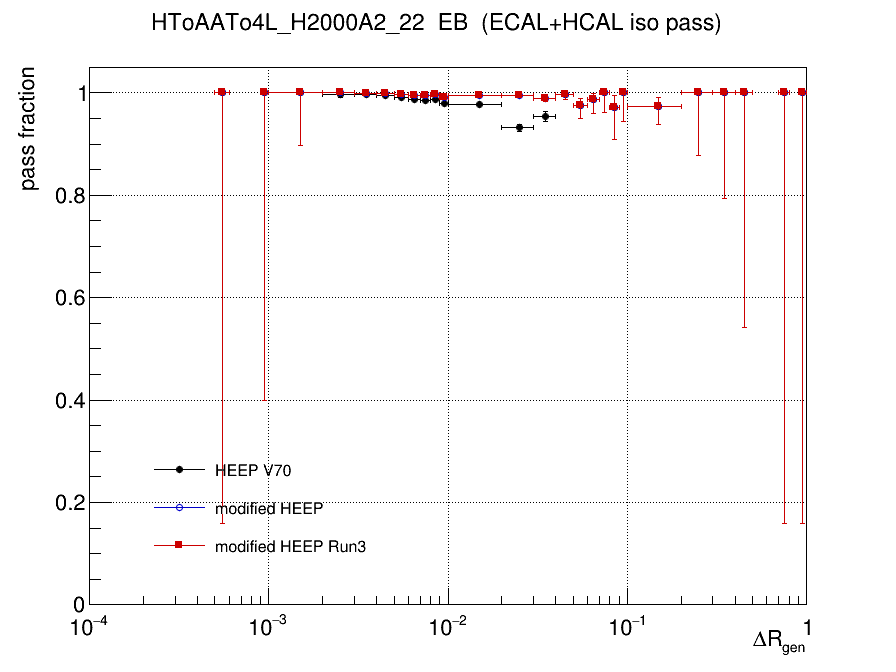 HToAATo4L_H2000A2_22 EB (ECAL+HCAL iso pass)
pass fraction
1
0.8
0.6
0.4
0.2
0
HEEP V70
modified HEEP
modified HEEP Run3
10⁻⁴ 10⁻³ 10⁻² 10⁻¹ 1
ΔR_gen